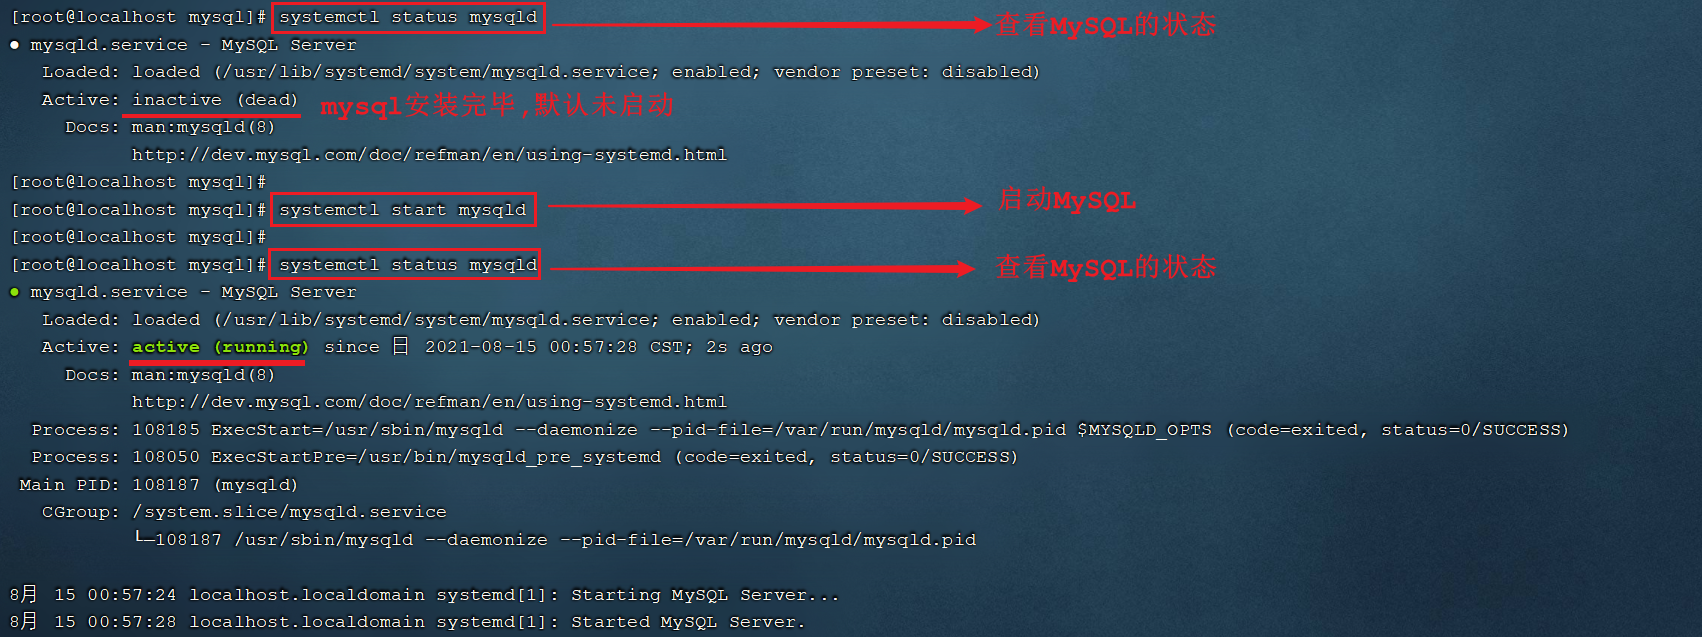 [root@localhost mysql]# systemctl status mysqld 查看MySQL的状态
● mysqld.service - MySQL Server
Loaded: loaded (/usr/lib/systemd/system/mysqld.service; enabled; vendor preset: disabled)
Active: inactive (dead) mysql安装完毕,默认未启动
Docs: man:mysqld(8)
http://dev.mysql.com/doc/refman/en/using-systemd.html
[root@localhost mysql]#
[root@localhost mysql]# systemctl start mysqld 启动MySQL
[root@localhost mysql]#
[root@localhost mysql]# systemctl status mysqld 查看MySQL的状态
● mysqld.service - MySQL Server
Loaded: loaded (/usr/lib/systemd/system/mysqld.service; enabled; vendor preset: disabled)
Active: active (running) since 日 2021-08-15 00:57:28 CST; 2s ago
Docs: man:mysqld(8)
http://dev.mysql.com/doc/refman/en/using-systemd.html
Process: 108185 ExecStart=/usr/sbin/mysqld --daemonize --pid-file=/var/run/mysqld/mysqld.pid $MYSQLD_OPTS (code=exited, status=0/SUCCESS)
Process: 108050 ExecStartPre=/usr/bin/mysqld_pre_systemd (code=exited, status=0/SUCCESS)
Main PID: 108187 (mysqld)
CGroup: /system.slice/mysqld.service
└─108187 /usr/sbin/mysqld --daemonize --pid-file=/var/run/mysqld/mysqld.pid
8月 15 00:57:24 localhost.localdomain systemd[1]: Starting MySQL Server...
8月 15 00:57:28 localhost.localdomain systemd[1]: Started MySQL Server.